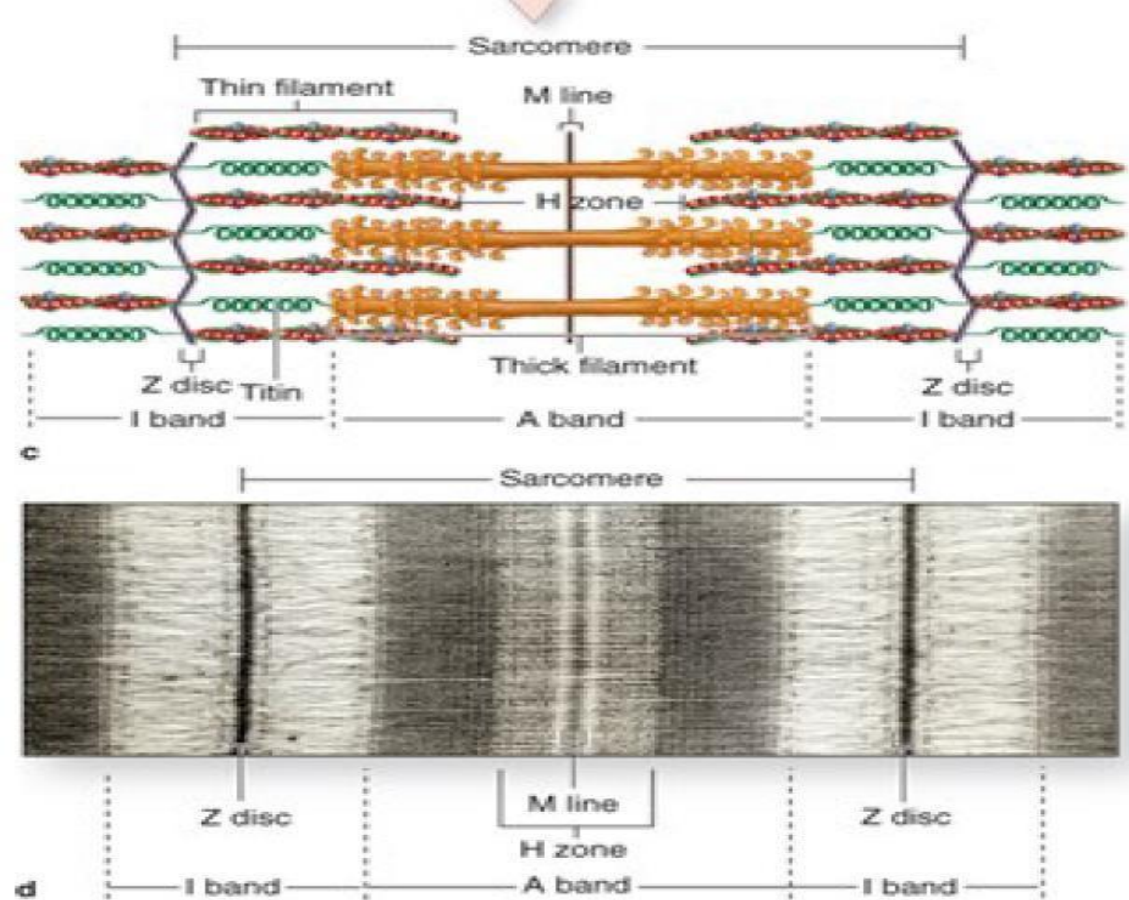 Sarcomere
Thin filament
M line
H zone
Thick filament
Z disc
Titin
Z disc
I band
A band
I band
c
Sarcomere
Z disc
M line
Z disc
H zone
d
I band
A band
I band